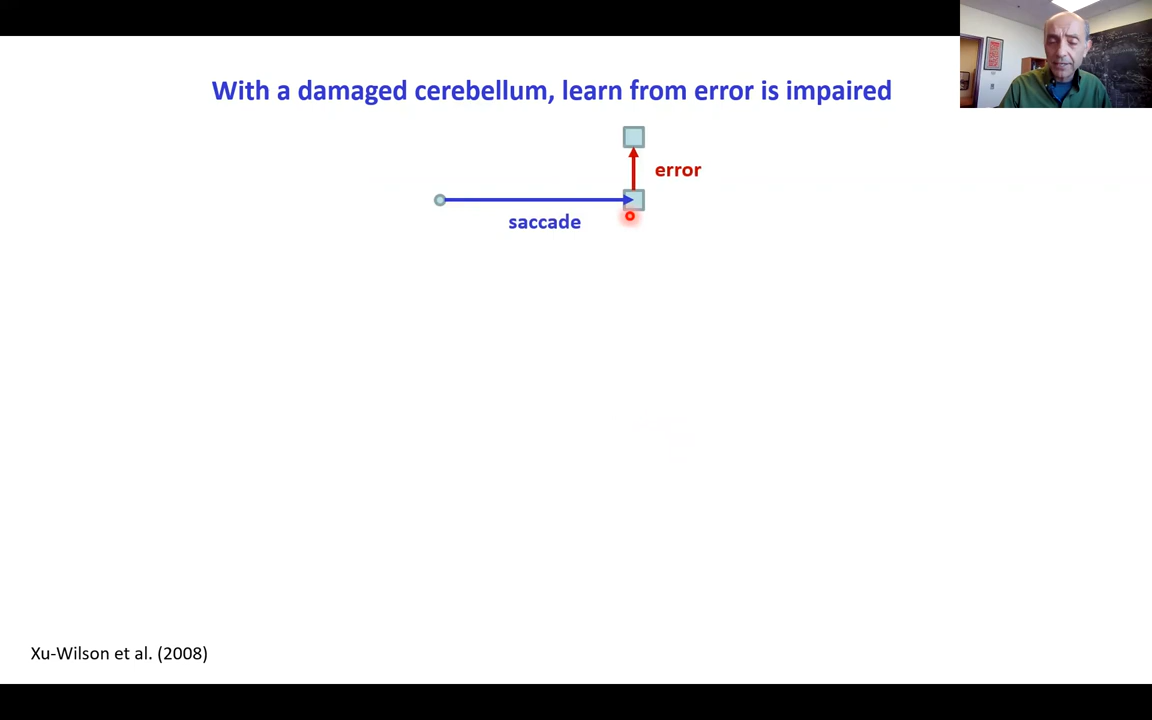 With a damaged cerebellum, learn from error is impaired
error
saccade
Xu-Wilson et al. (2008)